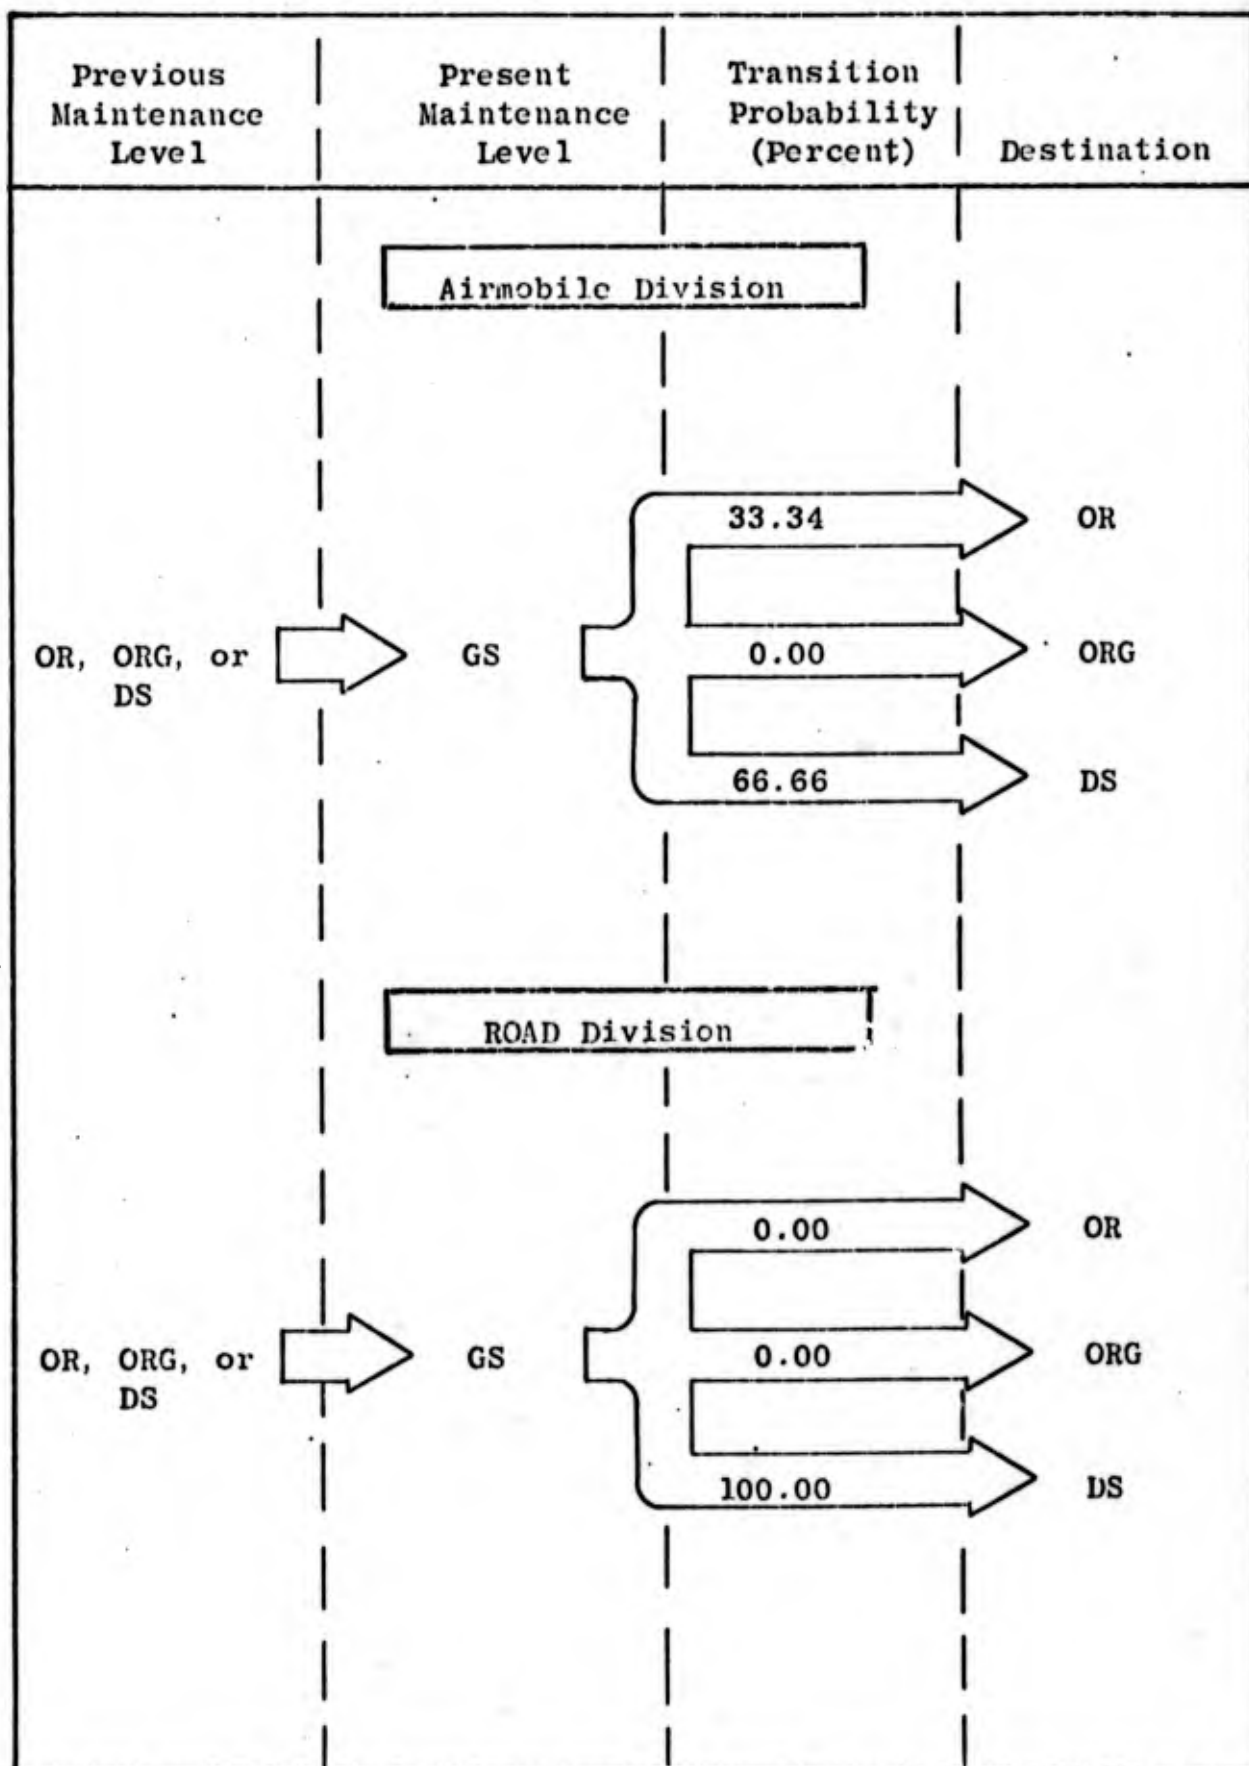 Previous
Maintenance
Level
Present
Maintenance
Level
Transition
Probability
(Percent)
Destination
Airmobile Division
33.34
OR
OR, ORG, or
DS
GS
0.00
ORG
66.66
DS
ROAD Division
0.00
OR
OR, ORG, or
DS
GS
0.00
ORG
100.00
DS